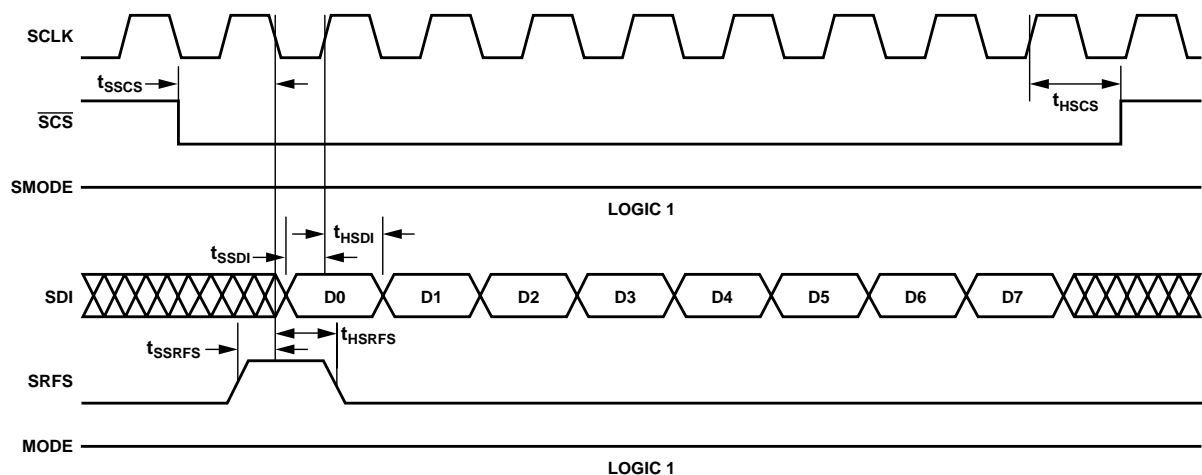 SCLK
tSSCS
tHSCS
SCS
SMODE
LOGIC 1
tHSDI
tSSDI
SDI
D0 D1 D2 D3 D4 D5 D6 D7
tHSRFS
tSSRFS
SRFS
MODE
LOGIC 1